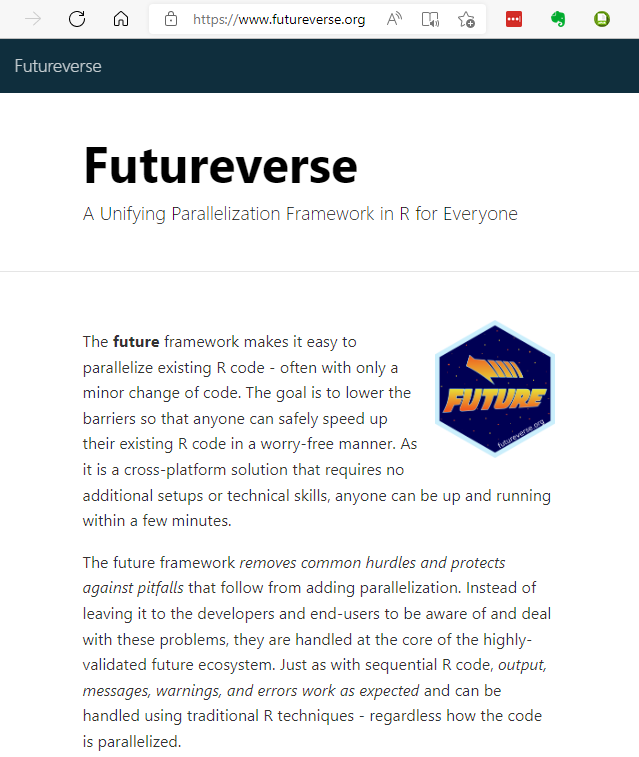 https://www.futureverse.org
Futureverse
Futureverse
A Unifying Parallelization Framework in R for Everyone
The future framework makes it easy to
parallelize existing R code - often with only a
minor change of code. The goal is to lower the
barriers so that anyone can safely speed up
their existing R code in a worry-free manner. As
it is a cross-platform solution that requires no
additional setups or technical skills, anyone can be up and running
within a few minutes.
FUTURE
futureverse.org
The future framework removes common hurdles and protects
against pitfalls that follow from adding parallelization. Instead of
leaving it to the developers and end-users to be aware of and deal
with these problems, they are handled at the core of the highly-
validated future ecosystem. Just as with sequential R code, output,
messages, warnings, and errors work as expected and can be
handled using traditional R techniques - regardless how the code
is parallelized.